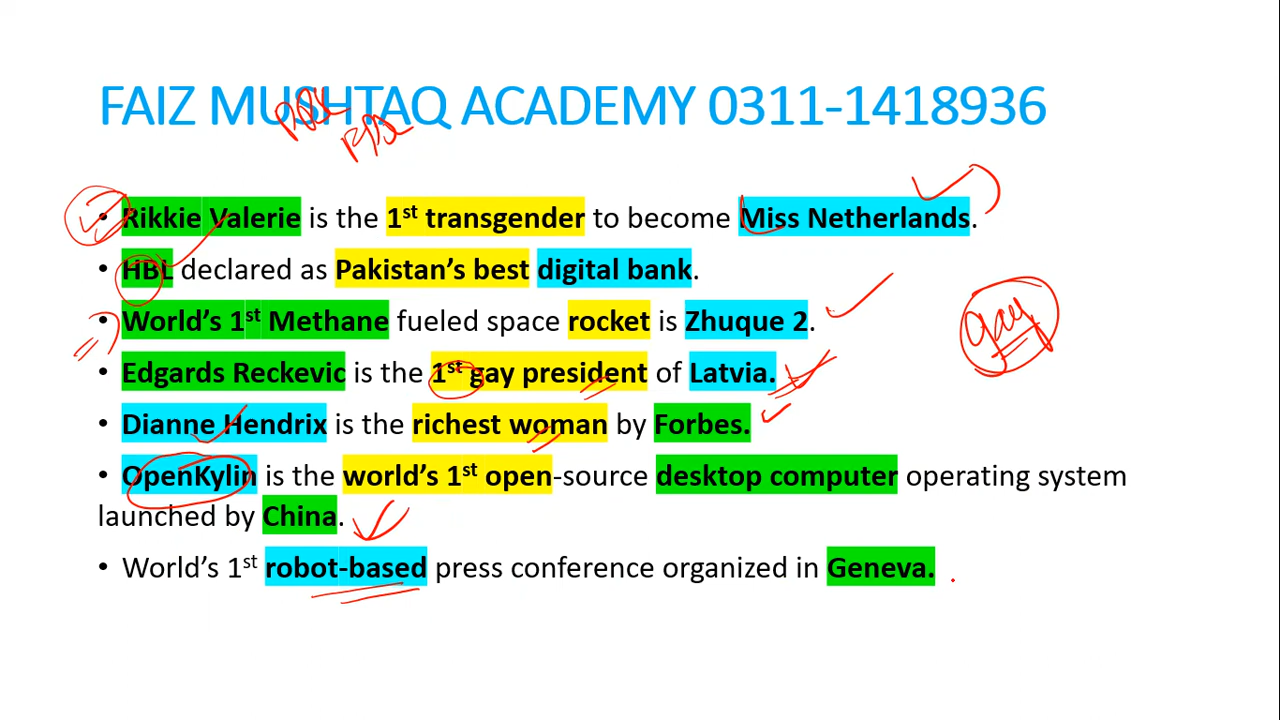 FAIZ MUSHTAQ ACADEMY 0311-1418936
• Rikkie Valerie is the 1st transgender to become Miss Netherlands.
• HBL declared as Pakistan's best digital bank.
• World's 1st Methane fueled space rocket is Zhuque 2.
gay
• Edgards Reckevic is the 1st gay president of Latvia.
• Dianne Hendrix is the richest woman by Forbes.
• OpenKylin is the world's 1st open-source desktop computer operating system
launched by China.
• World's 1st robot-based press conference organized in Geneva.